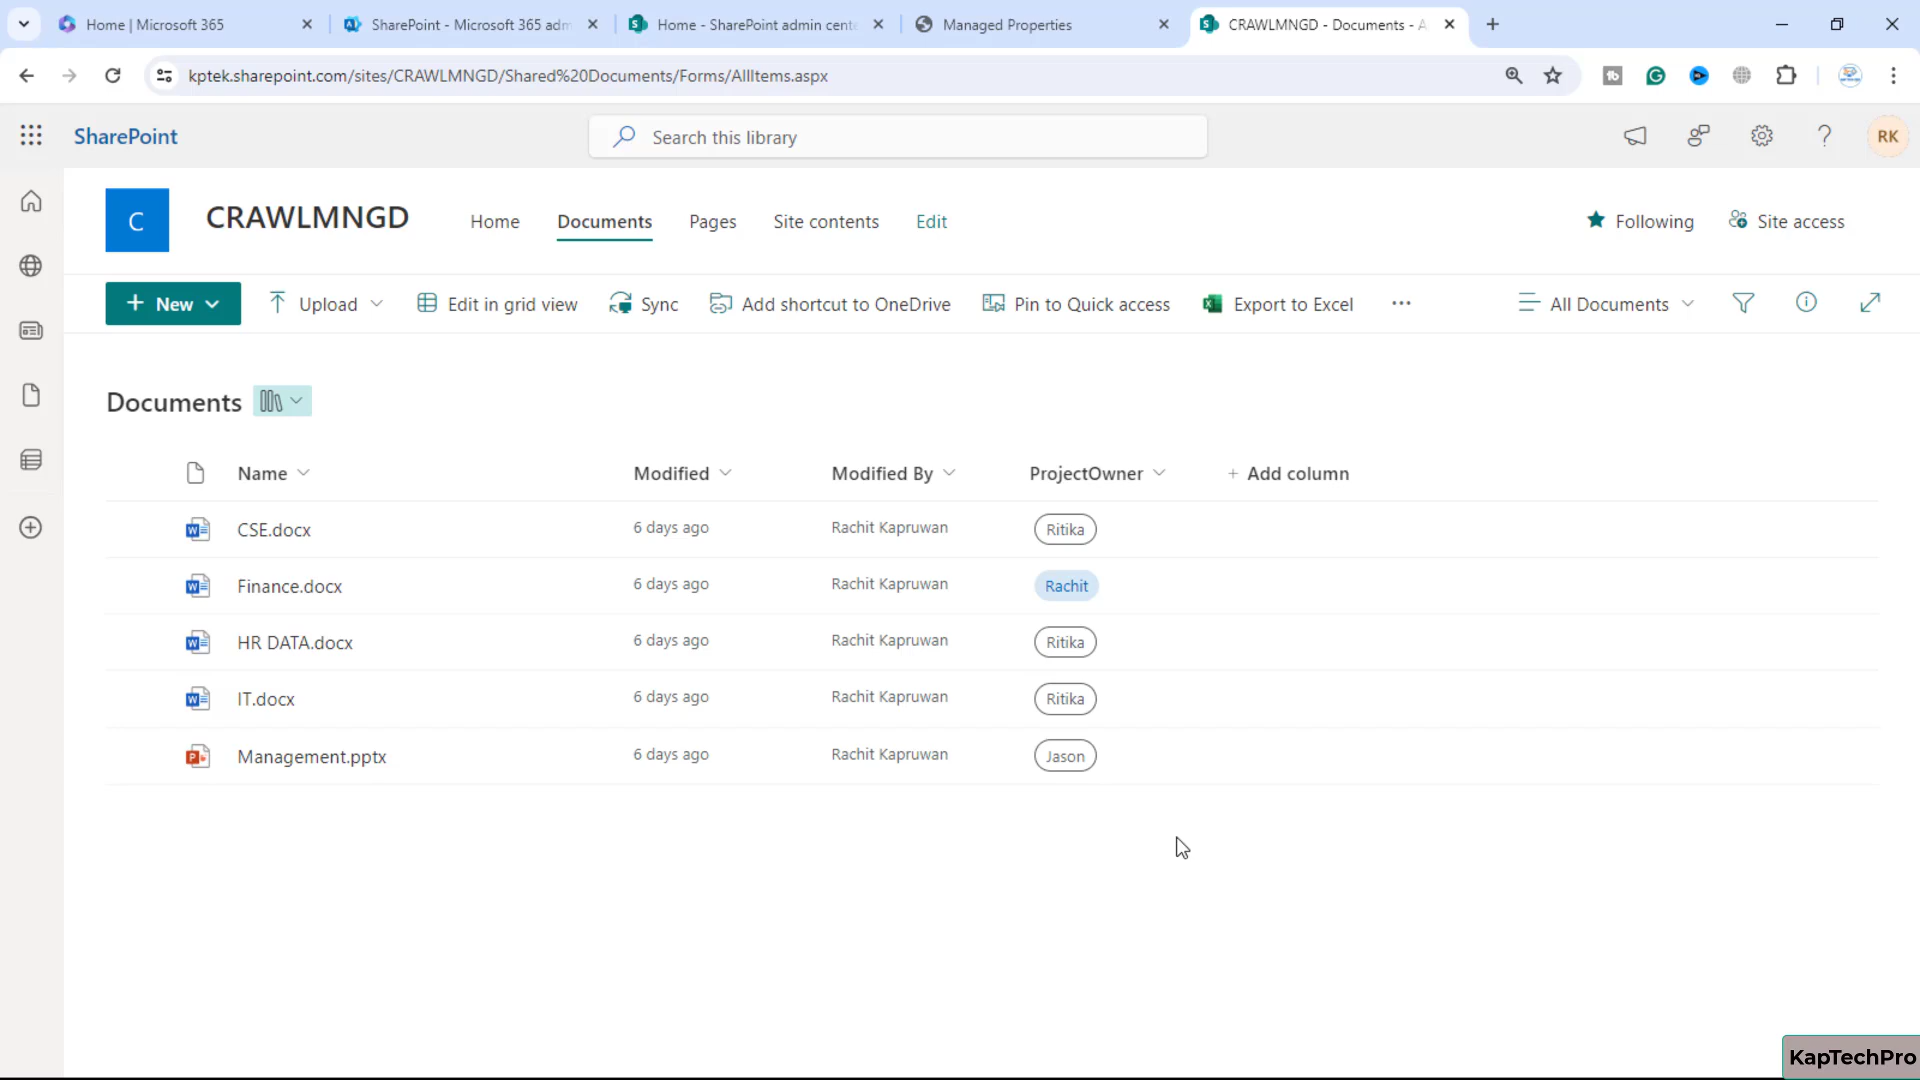 Home | Microsoft 365
SharePoint - Microsoft 365 adm
Home - SharePoint admin cente
Managed Properties
CRAWLMNGD - Documents - A
kptek.sharepoint.com/sites/CRAWLMNGD/Shared%20Documents/Forms/AllItems.aspx
SharePoint
Search this library
RK
C
CRAWLMNGD
Home
Documents
Pages
Site contents
Edit
Following
Site access
New
Upload
Edit in grid view
Sync
Add shortcut to OneDrive
Pin to Quick access
Export to Excel
All Documents
Documents
Name
Modified
Modified By
ProjectOwner
+ Add column
CSE.docx
6 days ago
Rachit Kapruwan
Ritika
Finance.docx
6 days ago
Rachit Kapruwan
Rachit
HR DATA.docx
6 days ago
Rachit Kapruwan
Ritika
IT.docx
6 days ago
Rachit Kapruwan
Ritika
Management.pptx
6 days ago
Rachit Kapruwan
Jason
KapTechPro